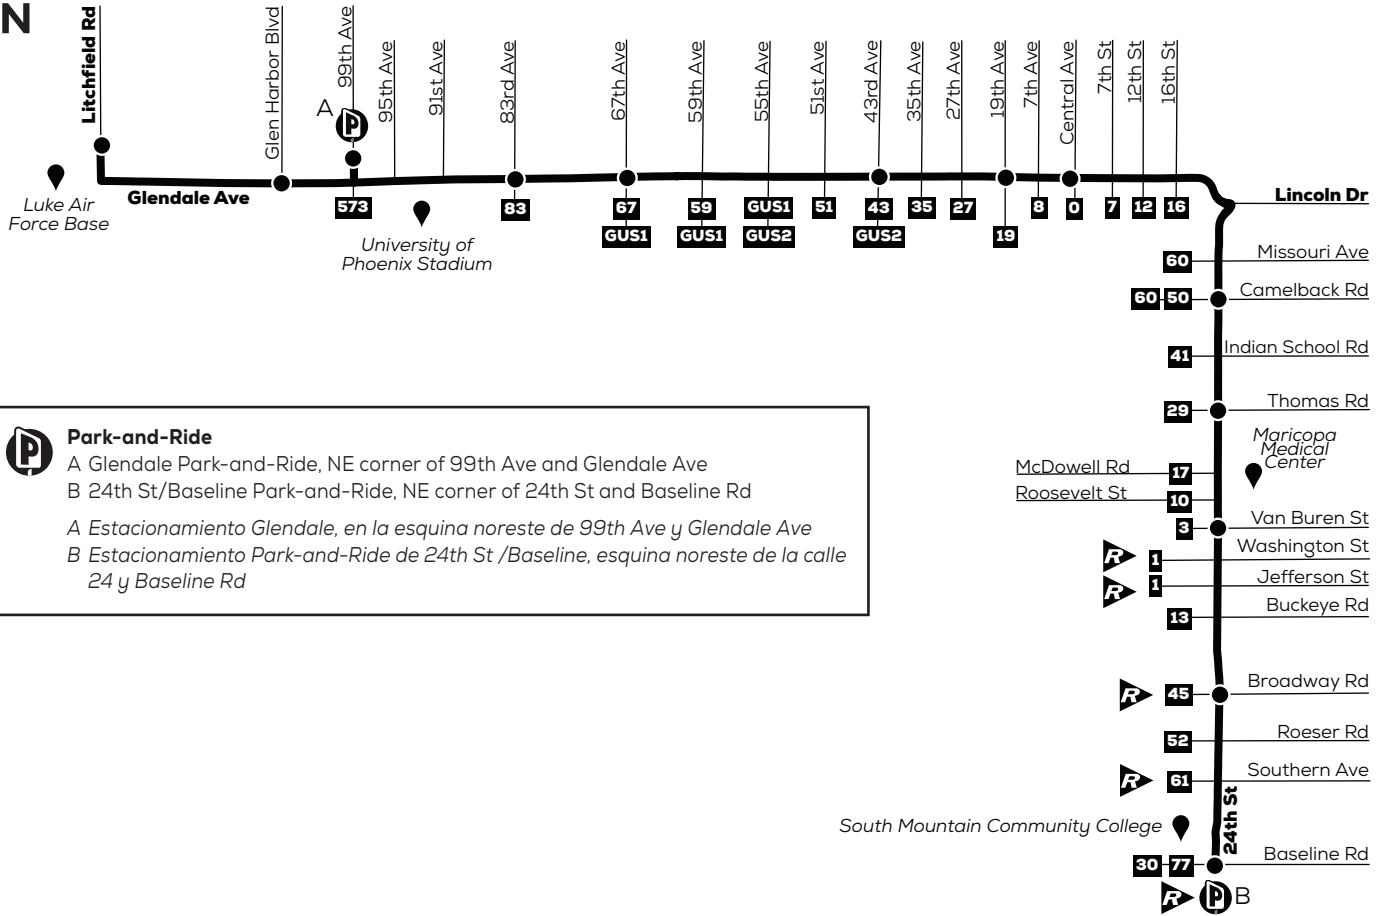 N
Litchfield Rd
Glen Harbor Blvd
99th Ave
95th Ave
91st Ave
83rd Ave
67th Ave
59th Ave
55th Ave
51st Ave
43rd Ave
35th Ave
27th Ave
19th Ave
7th Ave
Central Ave
7th St
12th St
16th St
A
P
Luke Air
Force Base
Glendale Ave
573
University of
Phoenix Stadium
83
67
GUS1
59
GUS1
GUS1
GUS2
51
43
GUS2
35
27
19
8
0
7
12
16
Lincoln Dr
60
Missouri Ave
60 50
Camelback Rd
41
Indian School Rd
29
Thomas Rd
Maricopa
Medical
Center
McDowell Rd
17
Roosevelt St
10
3
Van Buren St
R
1
Washington St
R
1
Jefferson St
13
Buckeye Rd
R
45
Broadway Rd
52
Roeser Rd
R
61
Southern Ave
24th St
South Mountain Community College
30 77
Baseline Rd
R P B
P
Park-and-Ride
A Glendale Park-and-Ride, NE corner of 99th Ave and Glendale Ave
B 24th St/Baseline Park-and-Ride, NE corner of 24th St and Baseline Rd
A Estacionamiento Glendale, en la esquina noreste de 99th Ave y Glendale Ave
B Estacionamiento Park-and-Ride de 24th St /Baseline, esquina noreste de la calle
24 y Baseline Rd